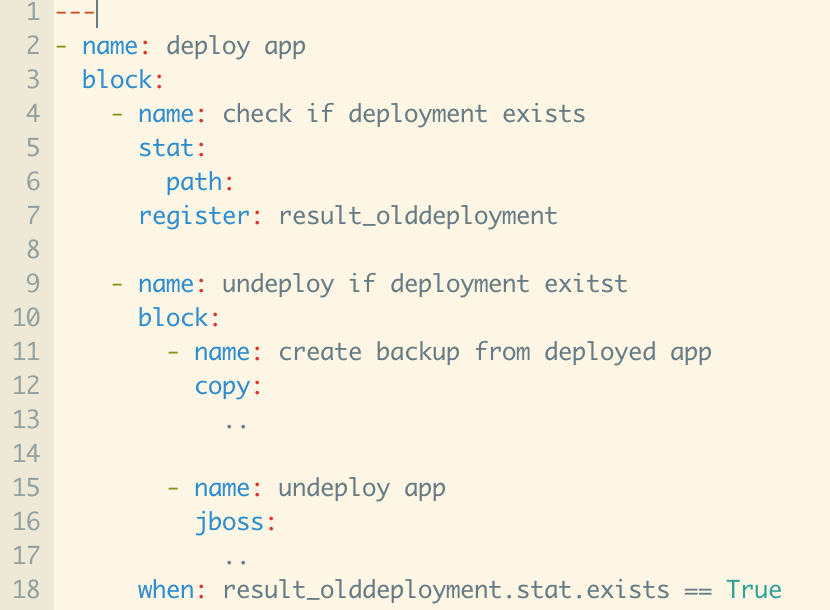 1 ---
2 - name: deploy app
3   block:
4     - name: check if deployment exists
5       stat:
6         path:
7       register: result_olddeployment
8
9     - name: undeploy if deployment exitst
10       block:
11         - name: create backup from deployed app
12           copy:
13             ..
14
15         - name: undeploy app
16           jboss:
17             ..
18       when: result_olddeployment.stat.exists == True